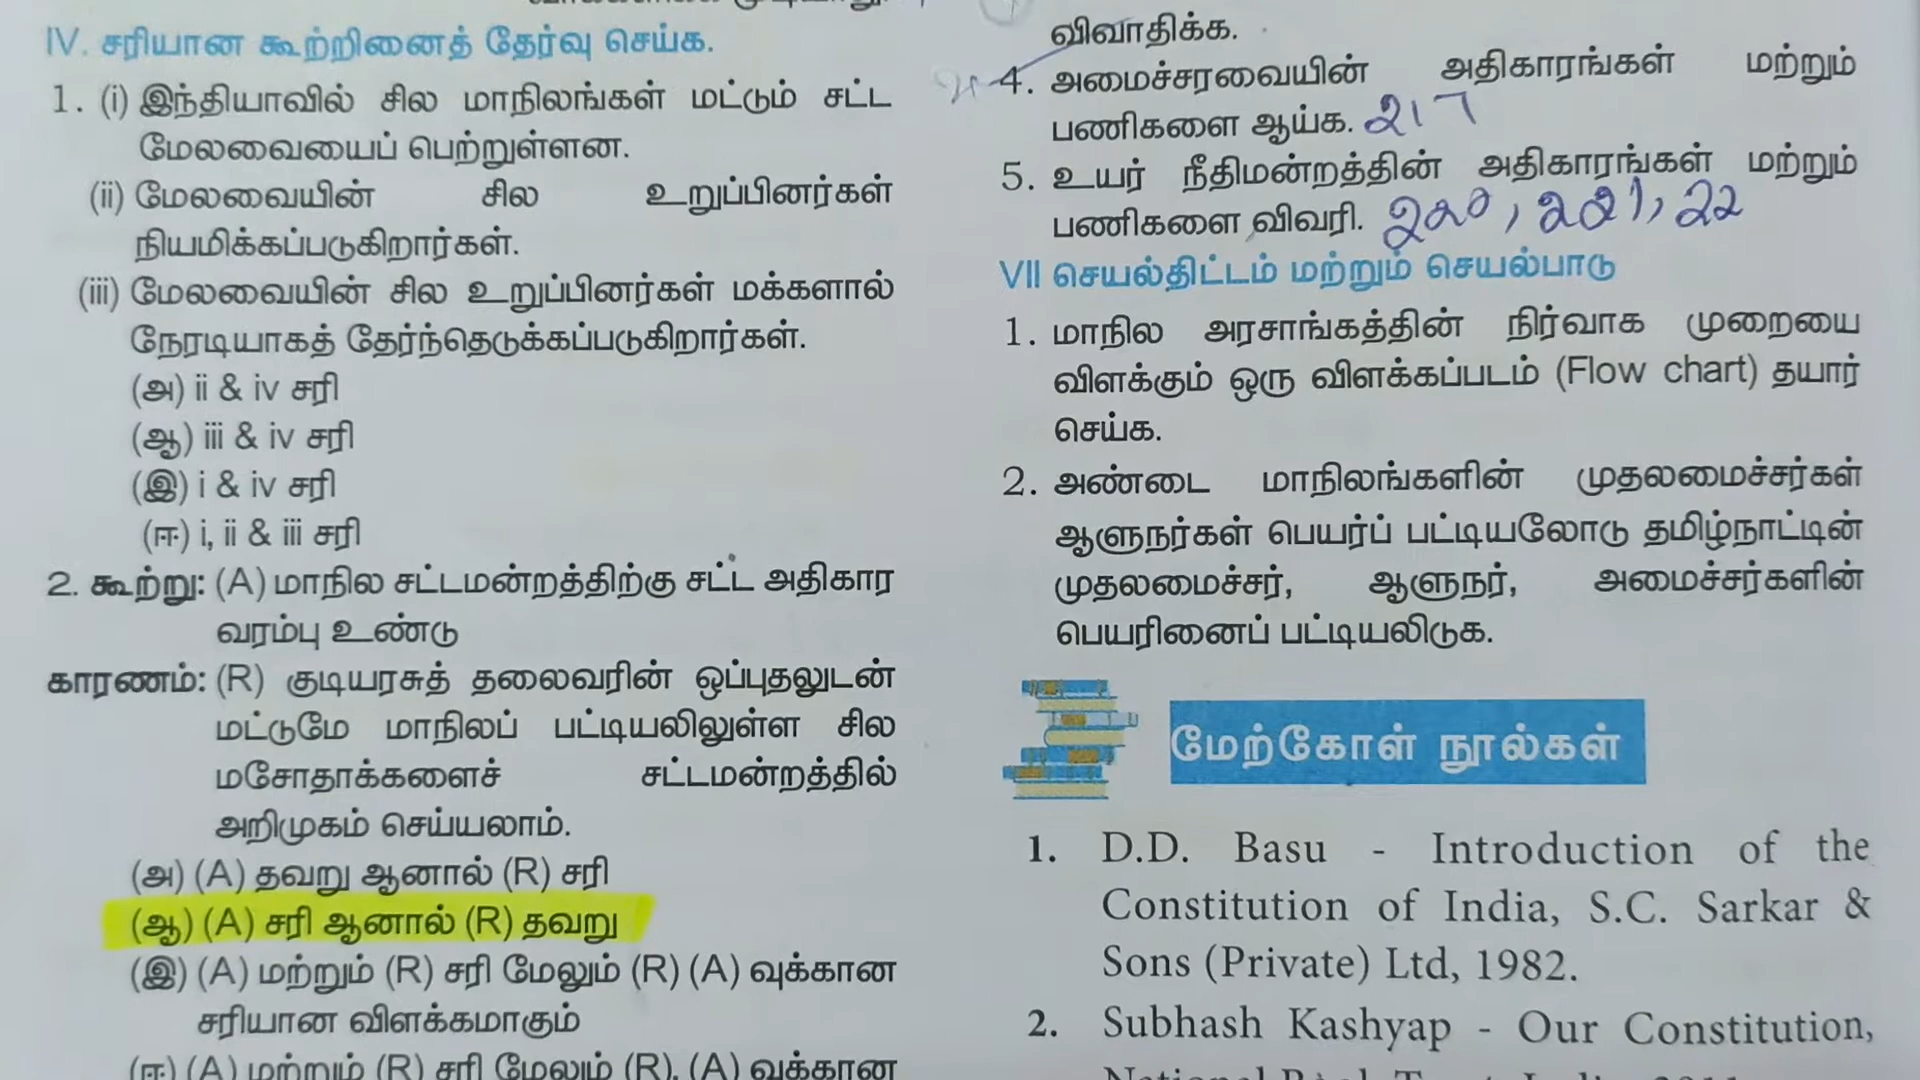 IV. சரியான கூற்றினைத் தேர்வு செய்க.
1. (i) இந்தியாவில் சில மாநிலங்கள் மட்டும் சட்ட
மேலவையைப் பெற்றுள்ளன.
(ii) மேலவையின் சில உறுப்பினர்கள்
நியமிக்கப்படுகிறார்கள்.
(iii) மேலவையின் சில உறுப்பினர்கள் மக்களால்
நேரடியாகத் தேர்ந்தெடுக்கப்படுகிறார்கள்.
(அ) ii & iv சரி
(ஆ) iii & iv சரி
(இ) i & iv சரி
(ஈ) i, ii & iii சரி
2. கூற்று: (A) மாநில சட்டமன்றத்திற்கு சட்ட அதிகார
வரம்பு உண்டு
காரணம்: (R) குடியரசுத் தலைவரின் ஒப்புதலுடன்
மட்டுமே மாநிலப் பட்டியலிலுள்ள சில
மசோதாக்களைச் சட்டமன்றத்தில்
அறிமுகம் செய்யலாம்.
(அ) (A) தவறு ஆனால் (R) சரி
(ஆ) (A) சரி ஆனால் (R) தவறு
(இ) (A) மற்றும் (R) சரி மேலும் (R) (A) வுக்கான
சரியான விளக்கமாகும்
(ஈ) (A) மற்றும் (R) சரி மேலும் (R), (A) வுக்கான
விவாதிக்க.
4. அமைச்சரவையின் அதிகாரங்கள் மற்றும்
பணிகளை ஆய்க. 217
5. உயர் நீதிமன்றத்தின் அதிகாரங்கள் மற்றும்
பணிகளை விவரி. 220, 221, 22
VII செயல்திட்டம் மற்றும் செயல்பாடு
1. மாநில அரசாங்கத்தின் நிர்வாக முறையை
விளக்கும் ஒரு விளக்கப்படம் (Flow chart) தயார்
செய்க.
2. அண்டை மாநிலங்களின் முதலமைச்சர்கள்
ஆளுநர்கள் பெயர்ப் பட்டியலோடு தமிழ்நாட்டின்
முதலமைச்சர், ஆளுநர், அமைச்சர்களின்
பெயரினைப் பட்டியலிடுக.
மேற்கோள் நூல்கள்
1. D.D. Basu - Introduction of the
Constitution of India, S.C. Sarkar &
Sons (Private) Ltd, 1982.
2. Subhash Kashyap - Our Constitution,